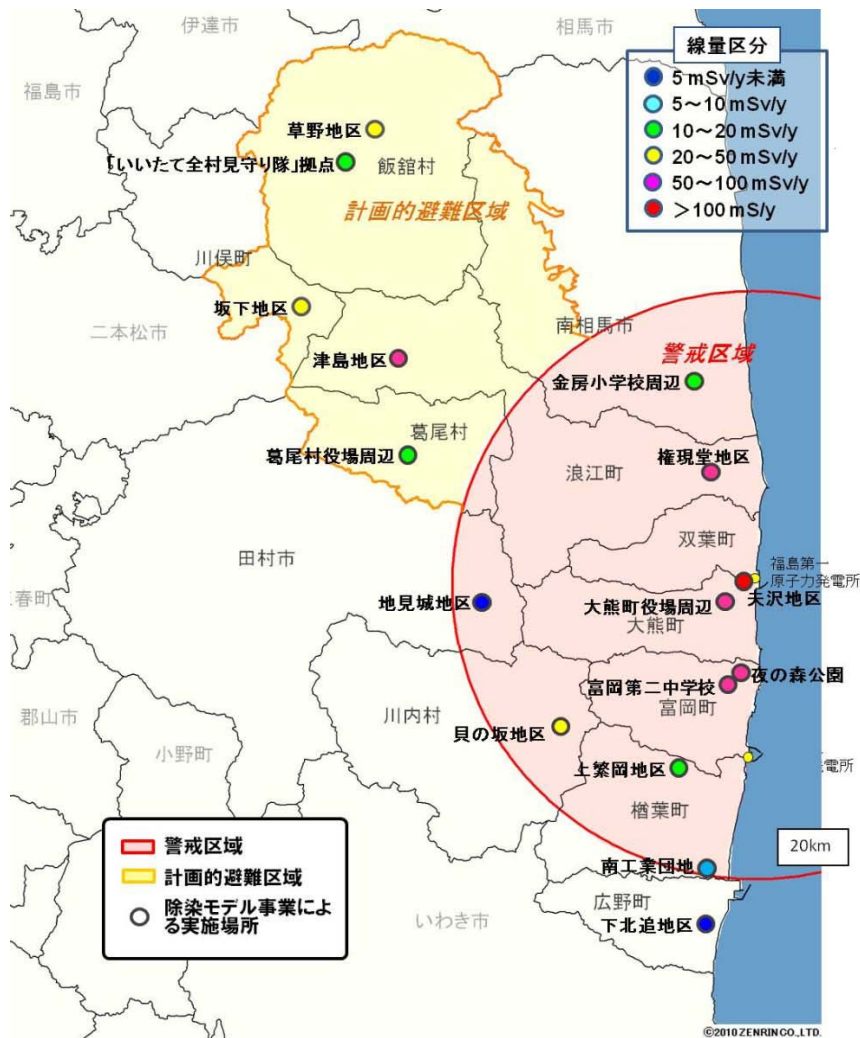 伊達市
相馬市
福島市
線量区分
5 mSv/y未満
5～10 mSv/y
10～20 mSv/y
20～50 mSv/y
50～100 mSv/y
＞100 mS/y
草野地区
「いいたて全村見守り隊」拠点
飯舘村
計画的避難区域
川俣町
坂下地区
二本松市
津島地区
南相馬市
警戒区域
金房小学校周辺
葛尾村
葛尾村役場周辺
権現堂地区
浪江町
双葉町
田村市
福島第一
原子力発電所
春町
地見城地区
大熊町役場周辺
夫沢地区
大熊町
夜の森公園
富岡第二中学校
富岡町
郡山市
川内村
貝の坂地区
小野町
上繁岡地区
発電所
楢葉町
警戒区域
計画的避難区域
除染モデル事業によ
る実施場所
20km
南工業団地
広野町
いわき市
下北迫地区
©2010 ZENRIN CO., LTD.